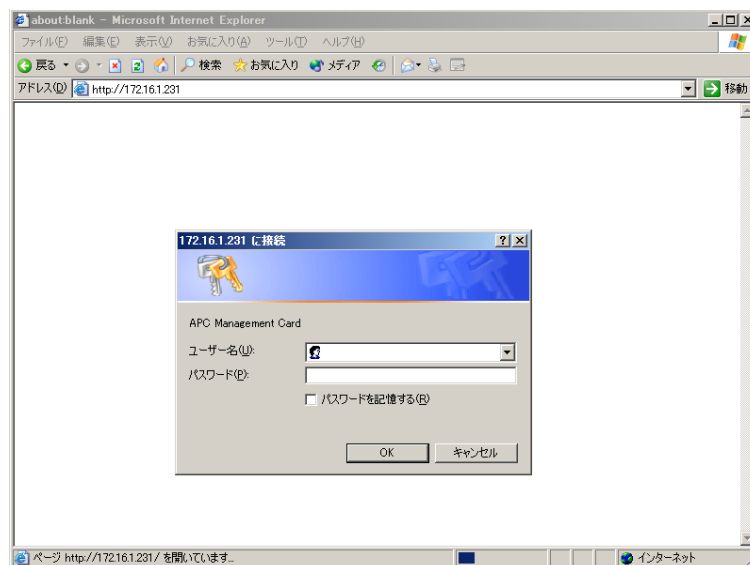 about:blank - Microsoft Internet Explorer
ファイル(F) 編集(E) 表示(V) お気に入り(A) ツール(T) ヘルプ(H)
戻る 検索 お気に入り メディア
アドレス(D) http://172.16.1.231 移動
172.16.1.231 に接続
APC Management Card
ユーザー名(U):
パスワード(P):
パスワードを記憶する(R)
OK キャンセル
ページ http://172.16.1.231/ を開いています... インターネット